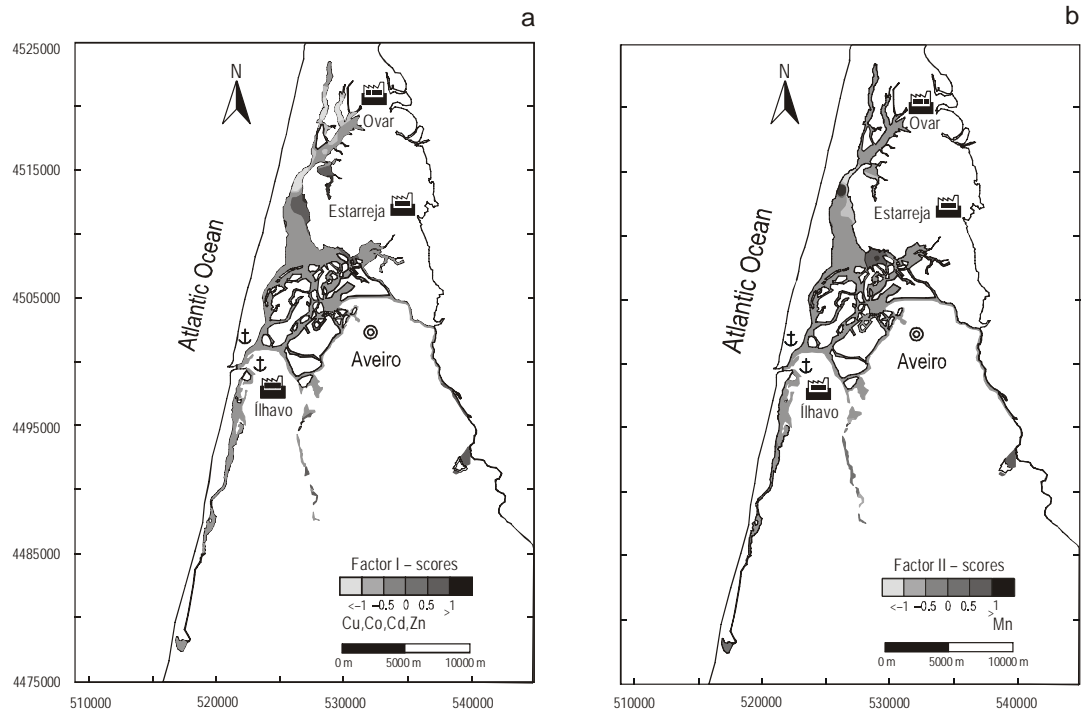 a
b
4525000
4515000
4505000
4495000
4485000
4475000
N
Ovar
Estarreja
Atlantic Ocean
Aveiro
Ílhavo
Factor I – scores
<–1 –0.5 0 0.5 >1
Cu,Co,Cd,Zn
0 m 5000 m 10000 m
510000 520000 530000 540000
N
Ovar
Estarreja
Atlantic Ocean
Aveiro
Ílhavo
Factor II – scores
<–1 –0.5 0 0.5 >1
Mn
0 m 5000 m 10000 m
510000 520000 530000 540000